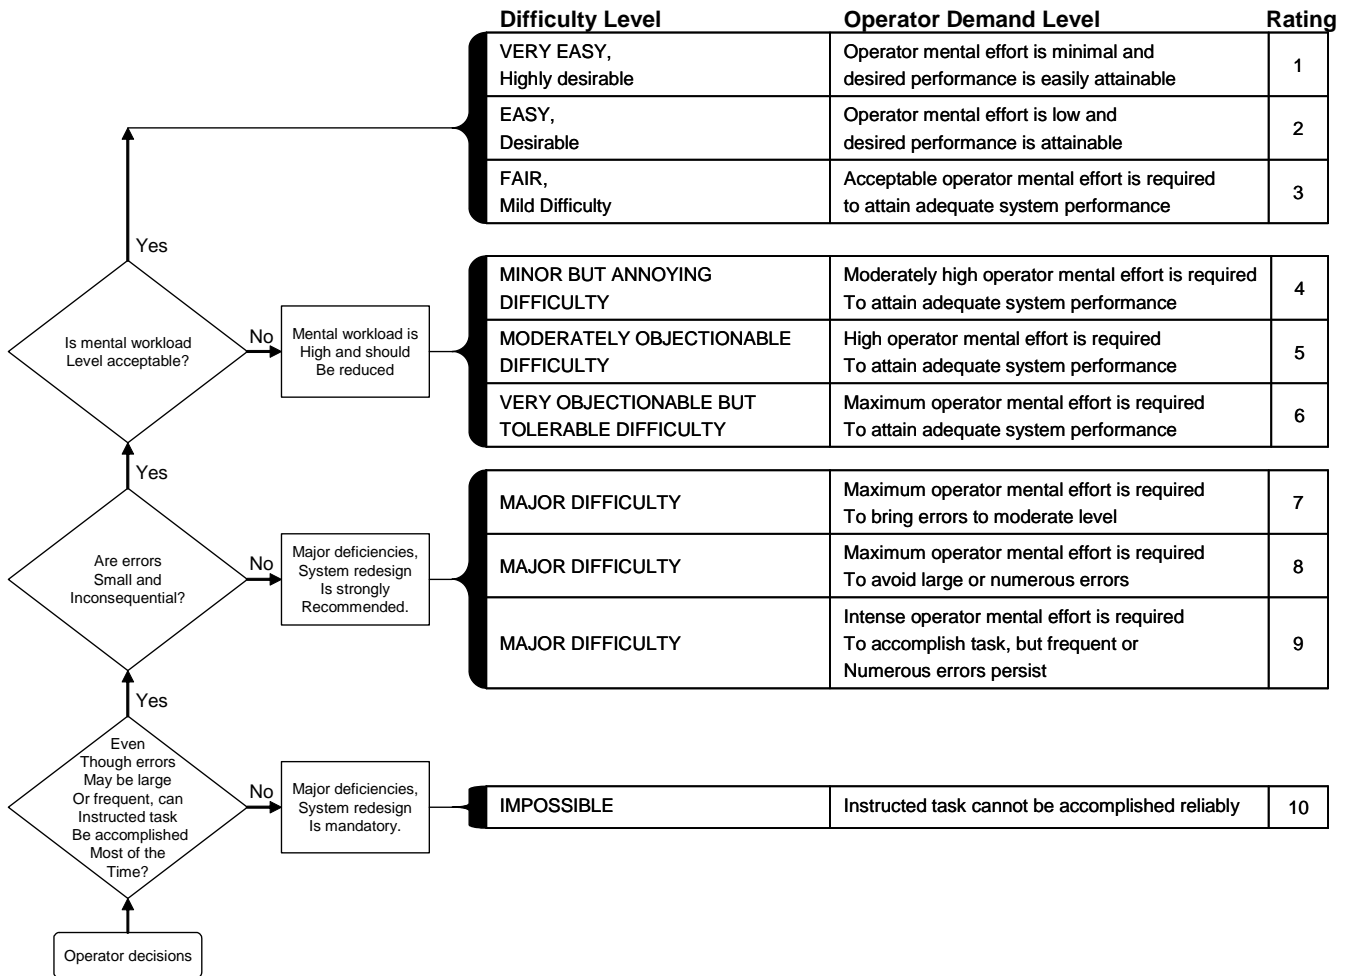 Difficulty Level Operator Demand Level Rating
VERY EASY,
Highly desirable
Operator mental effort is minimal and
desired performance is easily attainable
1
EASY,
Desirable
Operator mental effort is low and
desired performance is attainable
2
FAIR,
Mild Difficulty
Acceptable operator mental effort is required
to attain adequate system performance
3
Yes
Is mental workload
Level acceptable?
No
Mental workload is
High and should
Be reduced
MINOR BUT ANNOYING
DIFFICULTY
Moderately high operator mental effort is required
To attain adequate system performance
4
MODERATELY OBJECTIONABLE
DIFFICULTY
High operator mental effort is required
To attain adequate system performance
5
VERY OBJECTIONABLE BUT
TOLERABLE DIFFICULTY
Maximum operator mental effort is required
To attain adequate system performance
6
Yes
Are errors
Small and
Inconsequential?
No
Major deficiencies,
System redesign
Is strongly
Recommended.
MAJOR DIFFICULTY
Maximum operator mental effort is required
To bring errors to moderate level
7
MAJOR DIFFICULTY
Maximum operator mental effort is required
To avoid large or numerous errors
8
MAJOR DIFFICULTY
Intense operator mental effort is required
To accomplish task, but frequent or
Numerous errors persist
9
Yes
Even
Though errors
May be large
Or frequent, can
Instructed task
Be accomplished
Most of the
Time?
No
Major deficiencies,
System redesign
Is mandatory.
IMPOSSIBLE
Instructed task cannot be accomplished reliably
10
Operator decisions